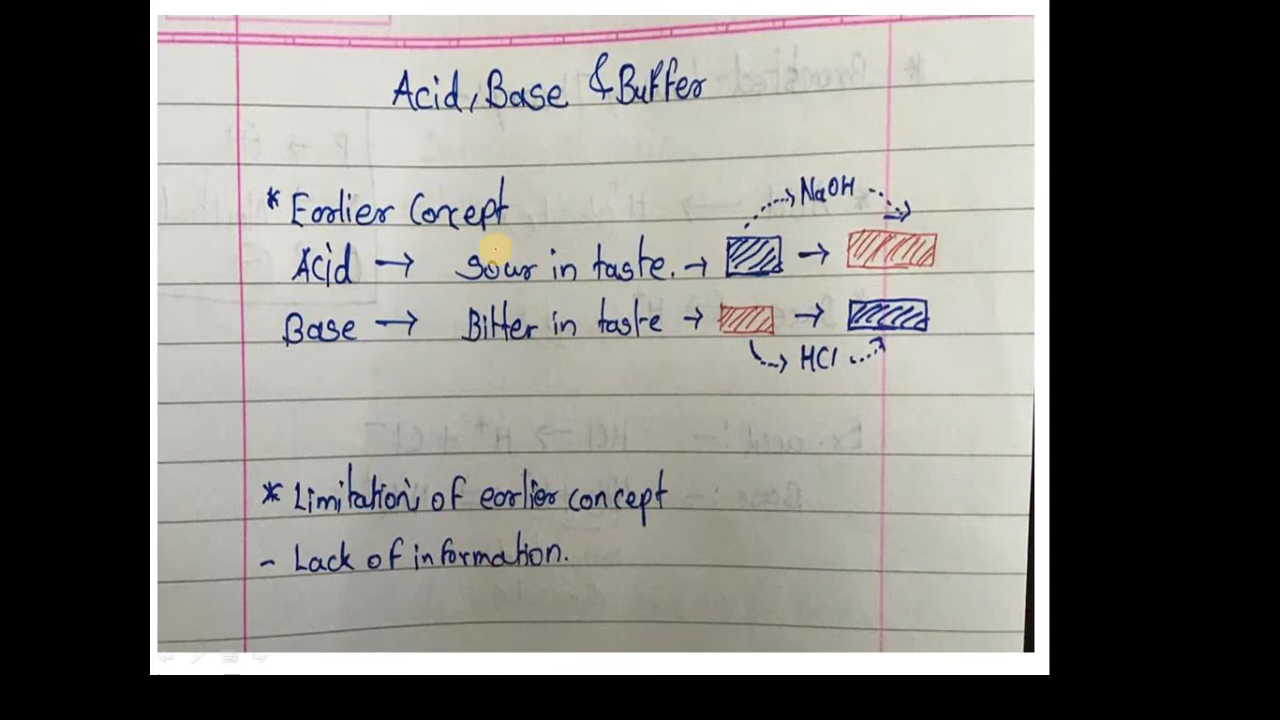 Acid, Base & Buffer
* Earlier Concept
NaOH
Acid → Sour in taste. → →
Base → Bitter in taste → →
HCl
* Limitation of earlier concept
- Lack of information.